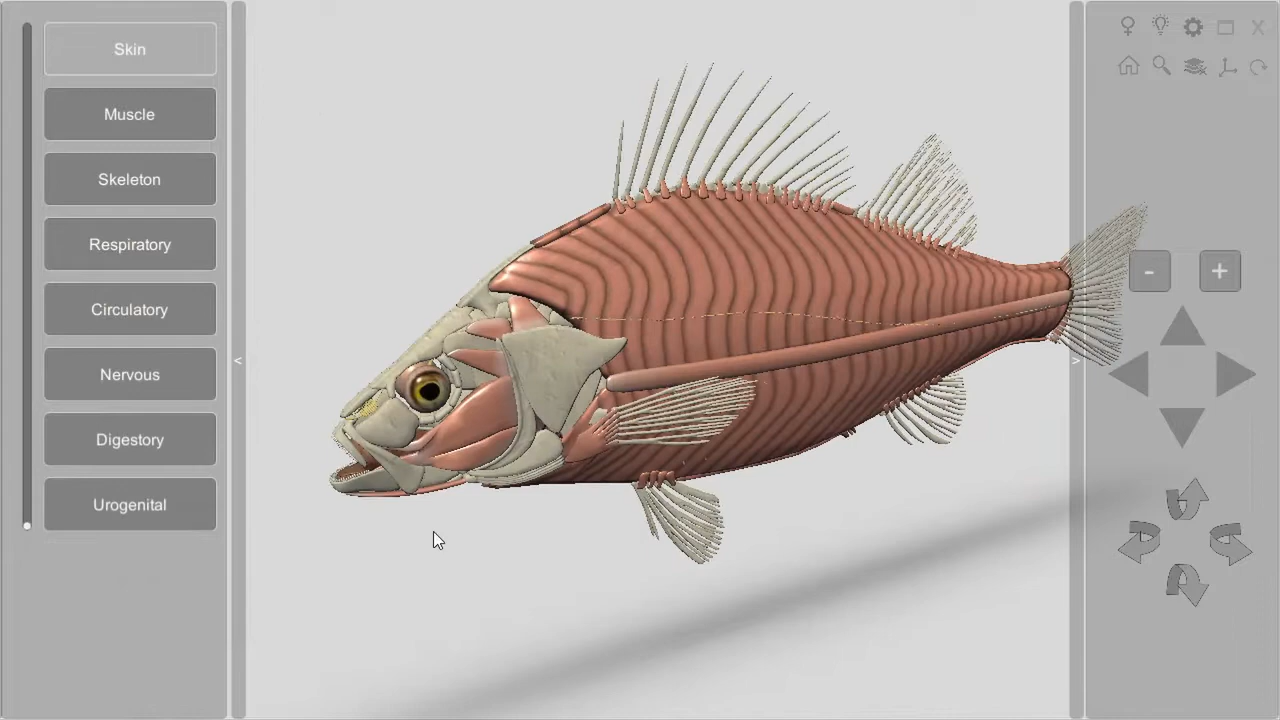 Skin
Muscle
Skeleton
Respiratory
Circulatory
Nervous
Digestory
Urogenital
<
>
- +
X